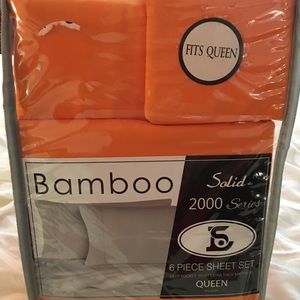 FITS QUEEN
Bamboo
Solid
2000 Series
6 PIECE SHEET SET
QUEEN